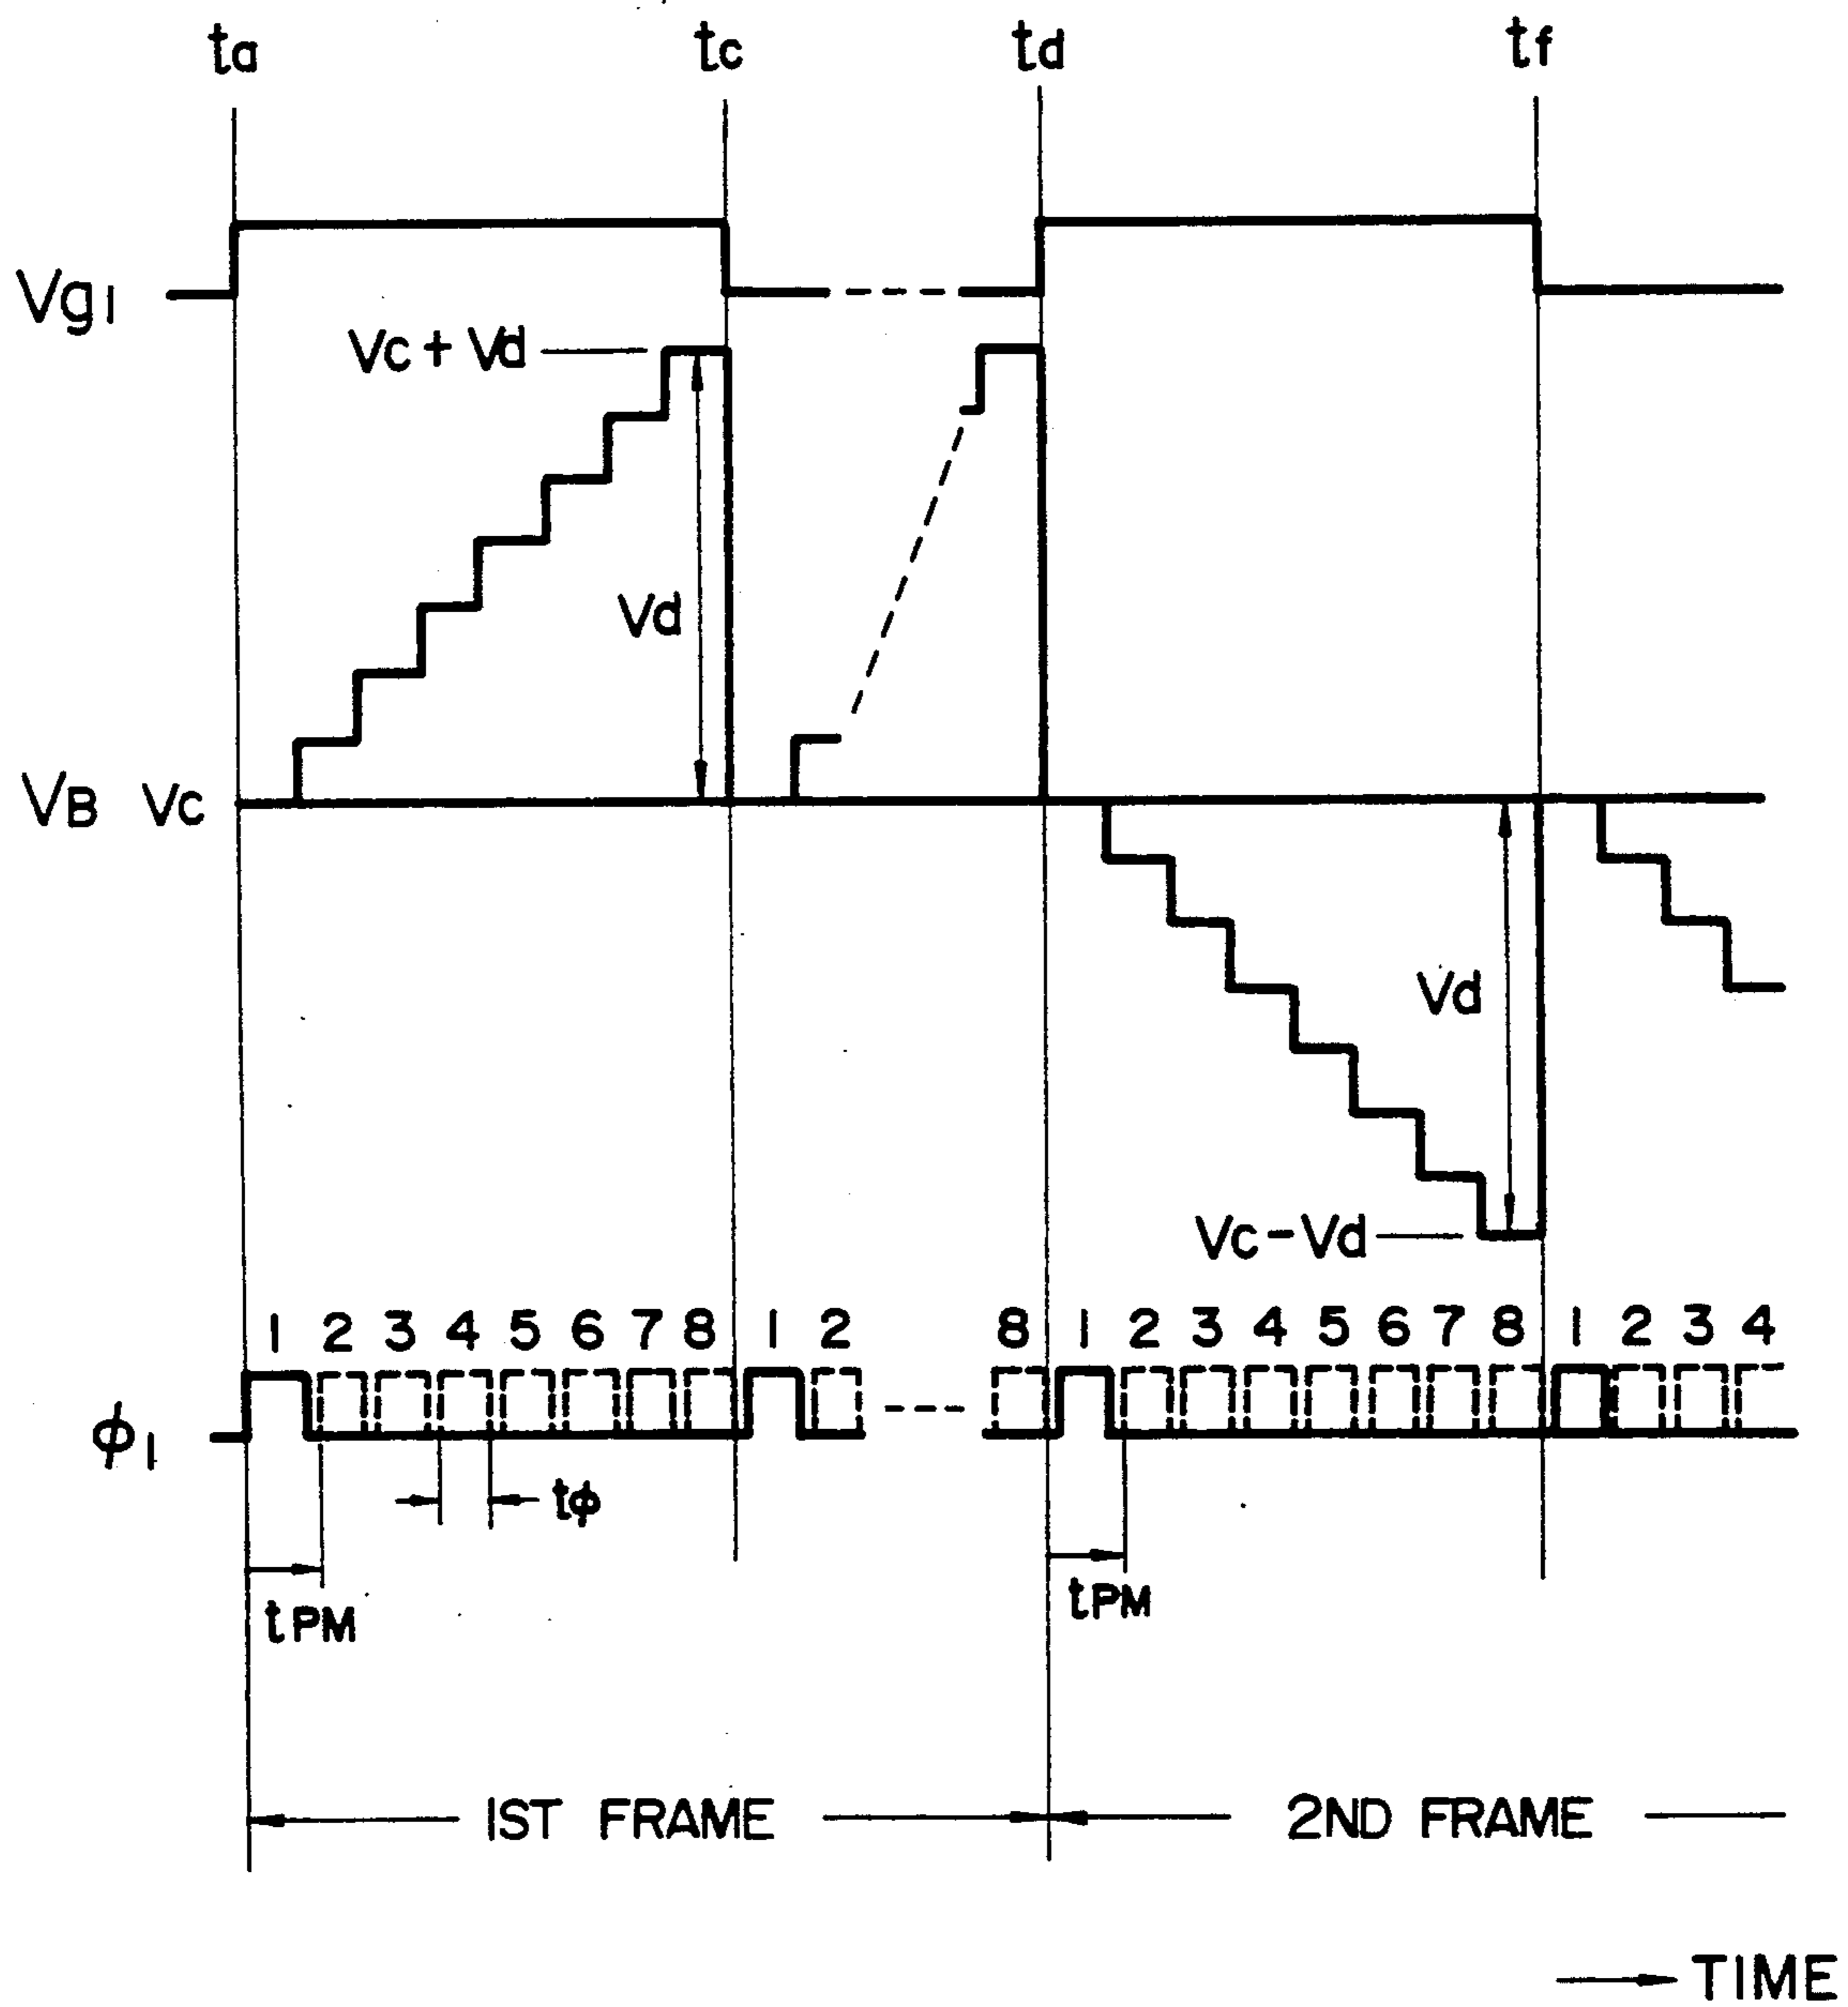 ta tc td tf
Vg1
Vc+Vd
Vd
VB Vc
Vd
Vc-Vd
1 2 3 4 5 6 7 8 1 2 8 1 2 3 4 5 6 7 8 1 2 3 4
φ1
tφ
tPM tPM
1ST FRAME 2ND FRAME
TIME